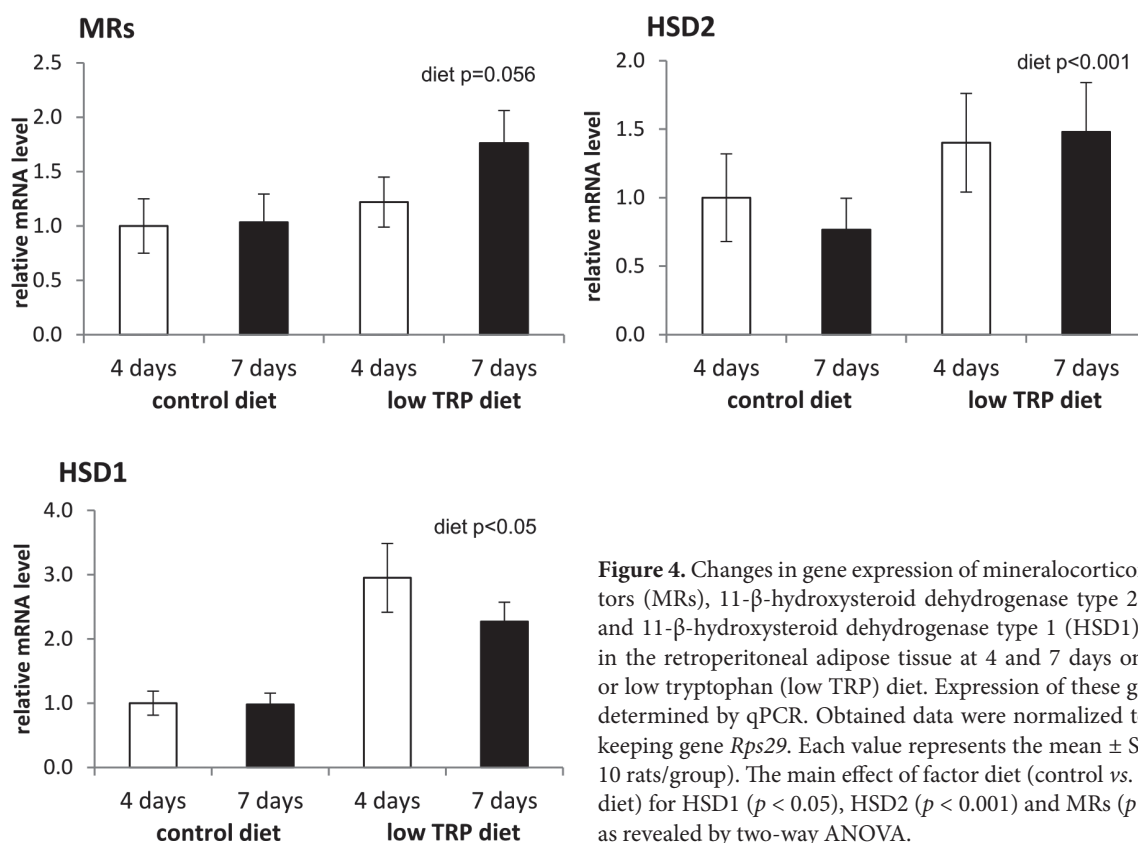 MRs
diet p=0.056
relative mRNA level
2.5
2.0
1.5
1.0
0.5
0.0
4 days 7 days 4 days 7 days
control diet low TRP diet
HSD2
diet p<0.001
relative mRNA level
2.0
1.5
1.0
0.5
0.0
4 days 7 days 4 days 7 days
control diet low TRP diet
HSD1
diet p<0.05
relative mRNA level
4.0
3.0
2.0
1.0
0.0
4 days 7 days 4 days 7 days
control diet low TRP diet
Figure 4. Changes in gene expression of mineralocortico
tors (MRs), 11-β-hydroxysteroid dehydrogenase type 2
and 11-β-hydroxysteroid dehydrogenase type 1 (HSD1)
in the retroperitoneal adipose tissue at 4 and 7 days on
or low tryptophan (low TRP) diet. Expression of these g
determined by qPCR. Obtained data were normalized t
keeping gene Rps29. Each value represents the mean ± S
10 rats/group). The main effect of factor diet (control vs.
diet) for HSD1 (p < 0.05), HSD2 (p < 0.001) and MRs (p
as revealed by two-way ANOVA.